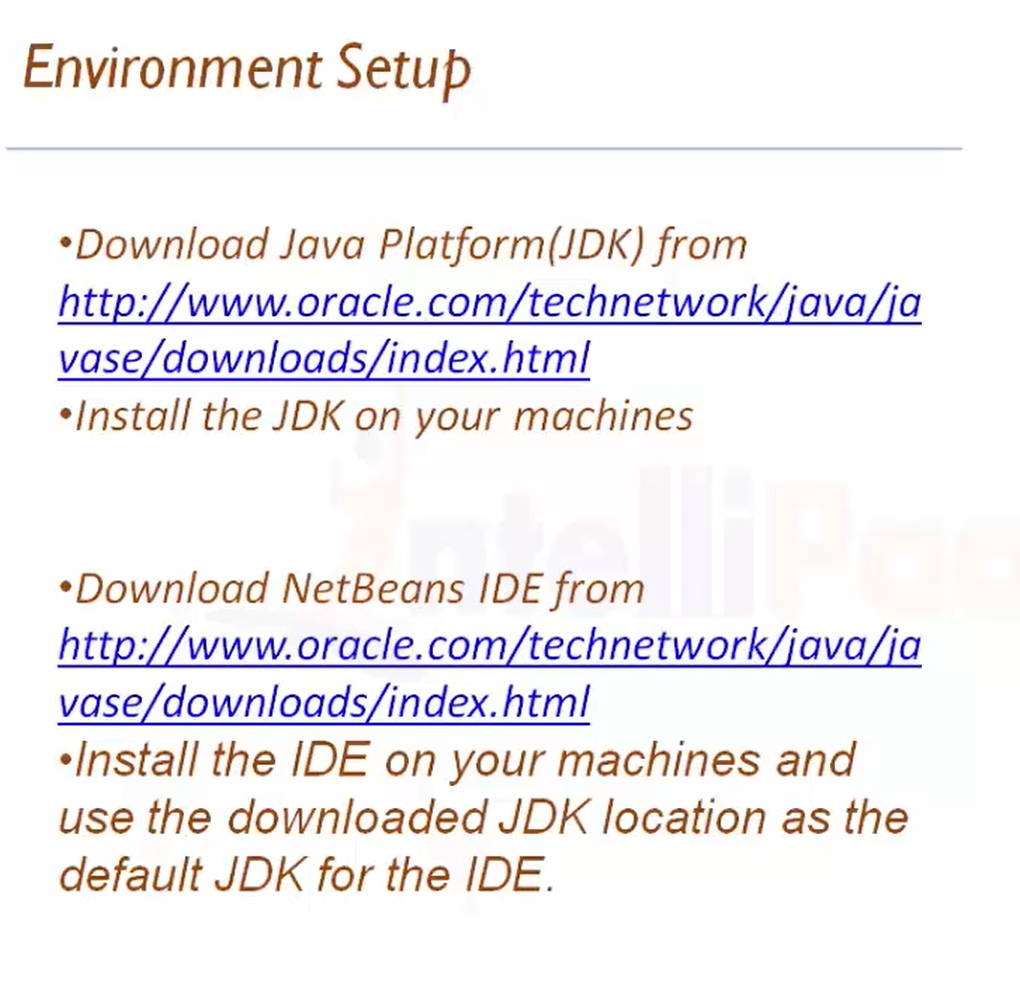 Environment Setup
•Download Java Platform(JDK) from
http://www.oracle.com/technetwork/java/ja
vase/downloads/index.html
•Install the JDK on your machines
•Download NetBeans IDE from
http://www.oracle.com/technetwork/java/ja
vase/downloads/index.html
•Install the IDE on your machines and
use the downloaded JDK location as the
default JDK for the IDE.
IntelliPaa